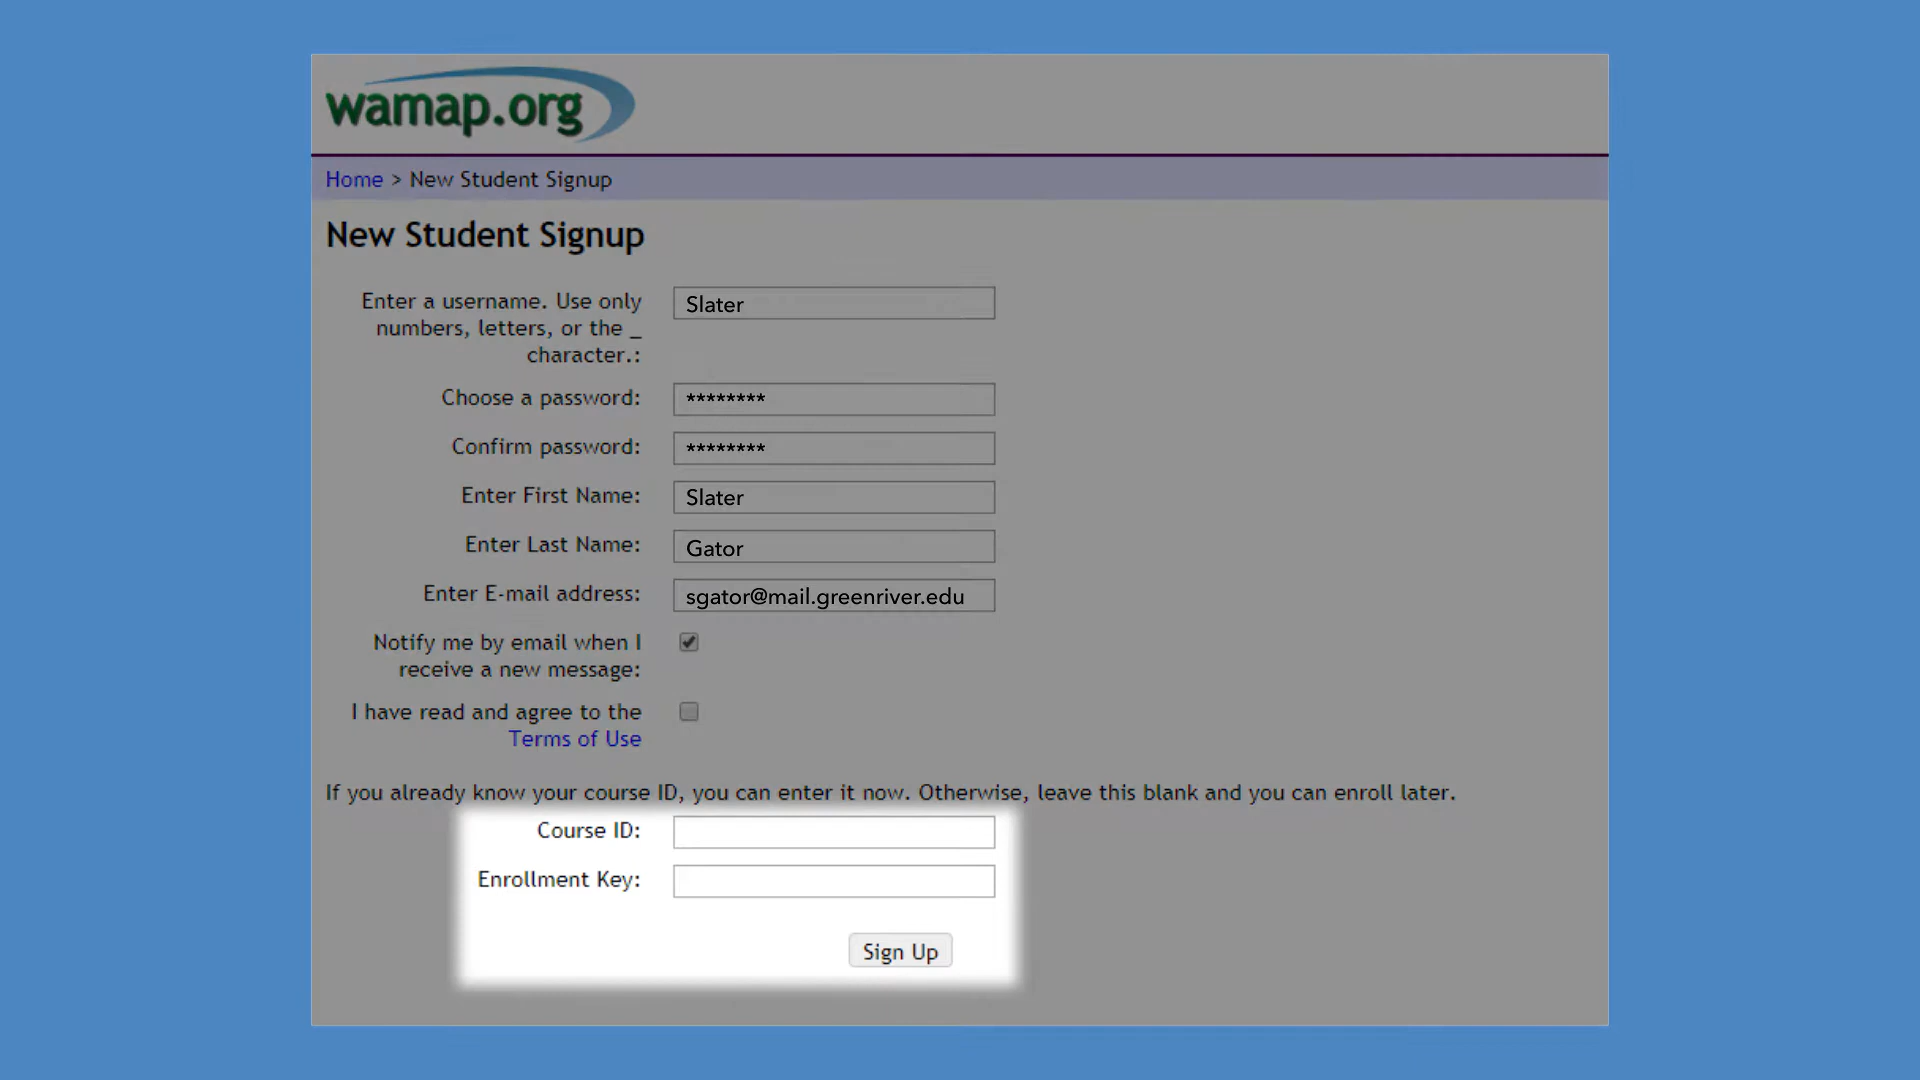 wamap.org
Home > New Student Signup
New Student Signup
Enter a username. Use only
numbers, letters, or the _
character.:
Slater
Choose a password:
********
Confirm password:
********
Enter First Name:
Slater
Enter Last Name:
Gator
Enter E-mail address:
sgator@mail.greenriver.edu
Notify me by email when I
receive a new message:
I have read and agree to the
Terms of Use
If you already know your course ID, you can enter it now. Otherwise, leave this blank and you can enroll later.
Course ID:
Enrollment Key:
Sign Up